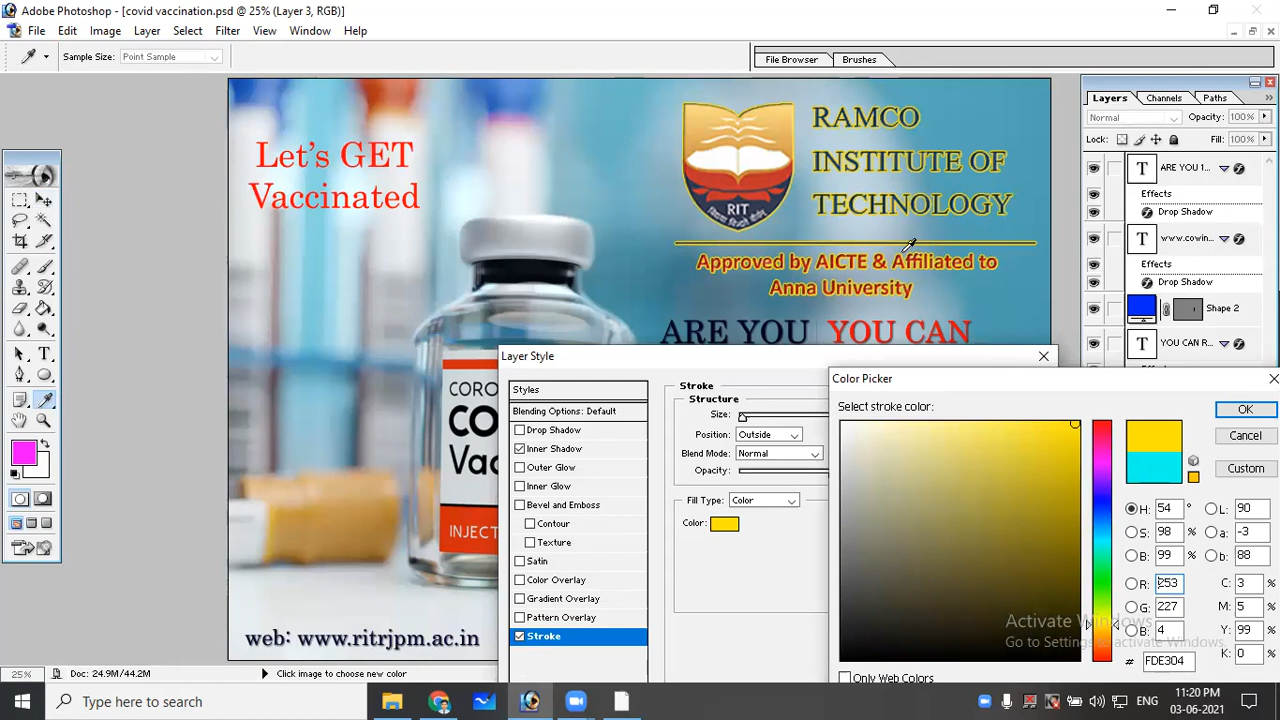 Adobe Photoshop - [covid vaccination.psd @ 25% (Layer 3, RGB)]
File Edit Image Layer Select Filter View Window Help
Sample Size: Point Sample
File Browser Brushes
Layers Channels Paths
Normal Opacity: 100%
Lock: Fill: 100%
T ARE YOU 1...
Effects
Drop Shadow
T www.cowin...
Effects
Drop Shadow
Shape 2
T YOU CAN R...
Let's GET
Vaccinated
RIT
RAMCO
INSTITUTE OF
TECHNOLOGY
Approved by AICTE & Affiliated to
Anna University
ARE YOU YOU CAN
INJECT
web: www.ritrjpm.ac.in
Layer Style
Styles
Blending Options: Default
Drop Shadow
Inner Shadow
Outer Glow
Inner Glow
Bevel and Emboss
Contour
Texture
Satin
Color Overlay
Gradient Overlay
Pattern Overlay
Stroke
Stroke
Structure
Size:
Position: Outside
Blend Mode: Normal
Opacity:
Fill Type: Color
Color:
Color Picker
Select stroke color:
OK
Cancel
Custom
H: 54 ° L: 90
S: 98 % a: -3
B: 99 % b: 88
R: 253 C: 3 %
G: 227 M: 5 %
B: 4 Y: 99 %
# FDE304 K: 0 %
Only Web Colors
Activate Windows
Go to Settings to activate Windows.
25% Doc: 24.9M/44.2M Click image to choose new color
Type here to search
ENG
11:20 PM
03-06-2021